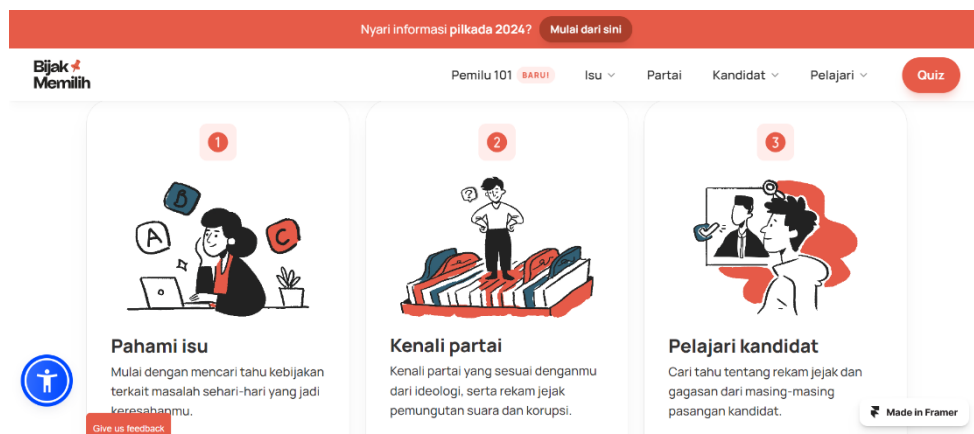 Nyari informasi pilkada 2024? Mulai dari sini
Bijak
Memilih
Pemilu 101 BARU! Isu Partai Kandidat Pelajari Quiz
1
2
3
A
B
C
?
Pahami isu
Mulai dengan mencari tahu kebijakan
terkait masalah sehari-hari yang jadi
keresahanmu.
Kenali partai
Kenali partai yang sesuai denganmu
dari ideologi, serta rekam jejak
pemungutan suara dan korupsi.
Pelajari kandidat
Cari tahu tentang rekam jejak dan
gagasan dari masing-masing
pasangan kandidat.
Give us feedback
Made in Framer